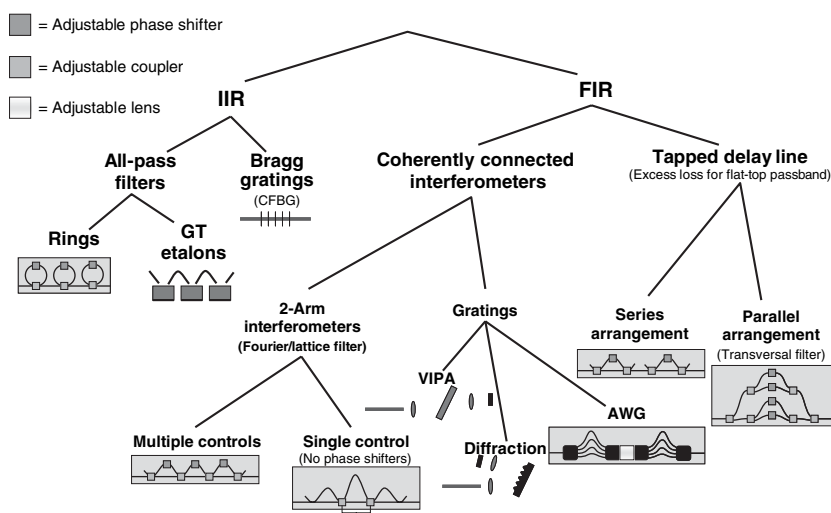 = Adjustable phase shifter
= Adjustable coupler
= Adjustable lens
IIR
FIR
All-pass
filters
Bragg
gratings
(CFBG)
Coherently connected
interferometers
Tapped delay line
(Excess loss for flat-top passband)
Rings
GT
etalons
2-Arm
interferometers
(Fourier/lattice filter)
Gratings
Series
arrangement
Parallel
arrangement
(Transversal filter)
VIPA
AWG
Multiple controls
Single control
(No phase shifters)
Diffraction